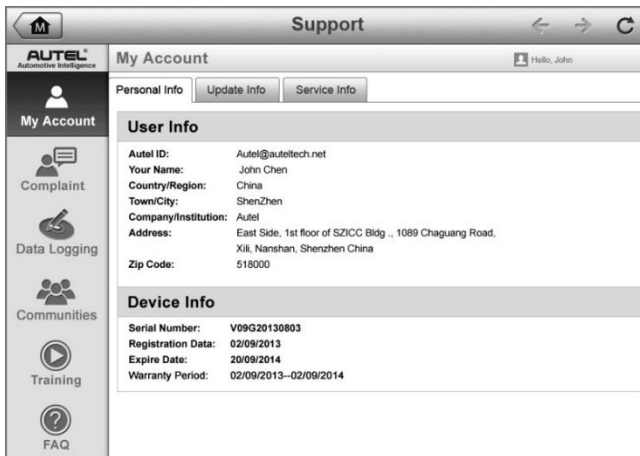 M
Support
AUTEL®
Automotive Intelligence
My Account
Hello, John
Personal Info
Update Info
Service Info
My Account
Complaint
Data Logging
Communities
Training
?
FAQ
User Info
Autel ID: Autel@auteltech.net
Your Name: John Chen
Country/Region: China
Town/City: ShenZhen
Company/Institution: Autel
Address: East Side, 1st floor of SZICC Bldg ., 1089 Chaguang Road,
Xili, Nanshan, Shenzhen China
Zip Code: 518000
Device Info
Serial Number: V09G20130803
Registration Data: 02/09/2013
Expire Date: 20/09/2014
Warranty Period: 02/09/2013--02/09/2014